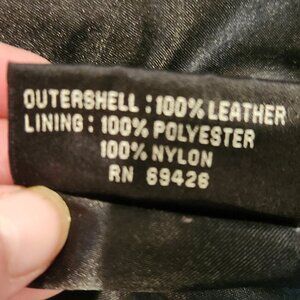 OUTERSHELL : 100% LEATHER
LINING : 100% POLYESTER
100% NYLON
RN 69426